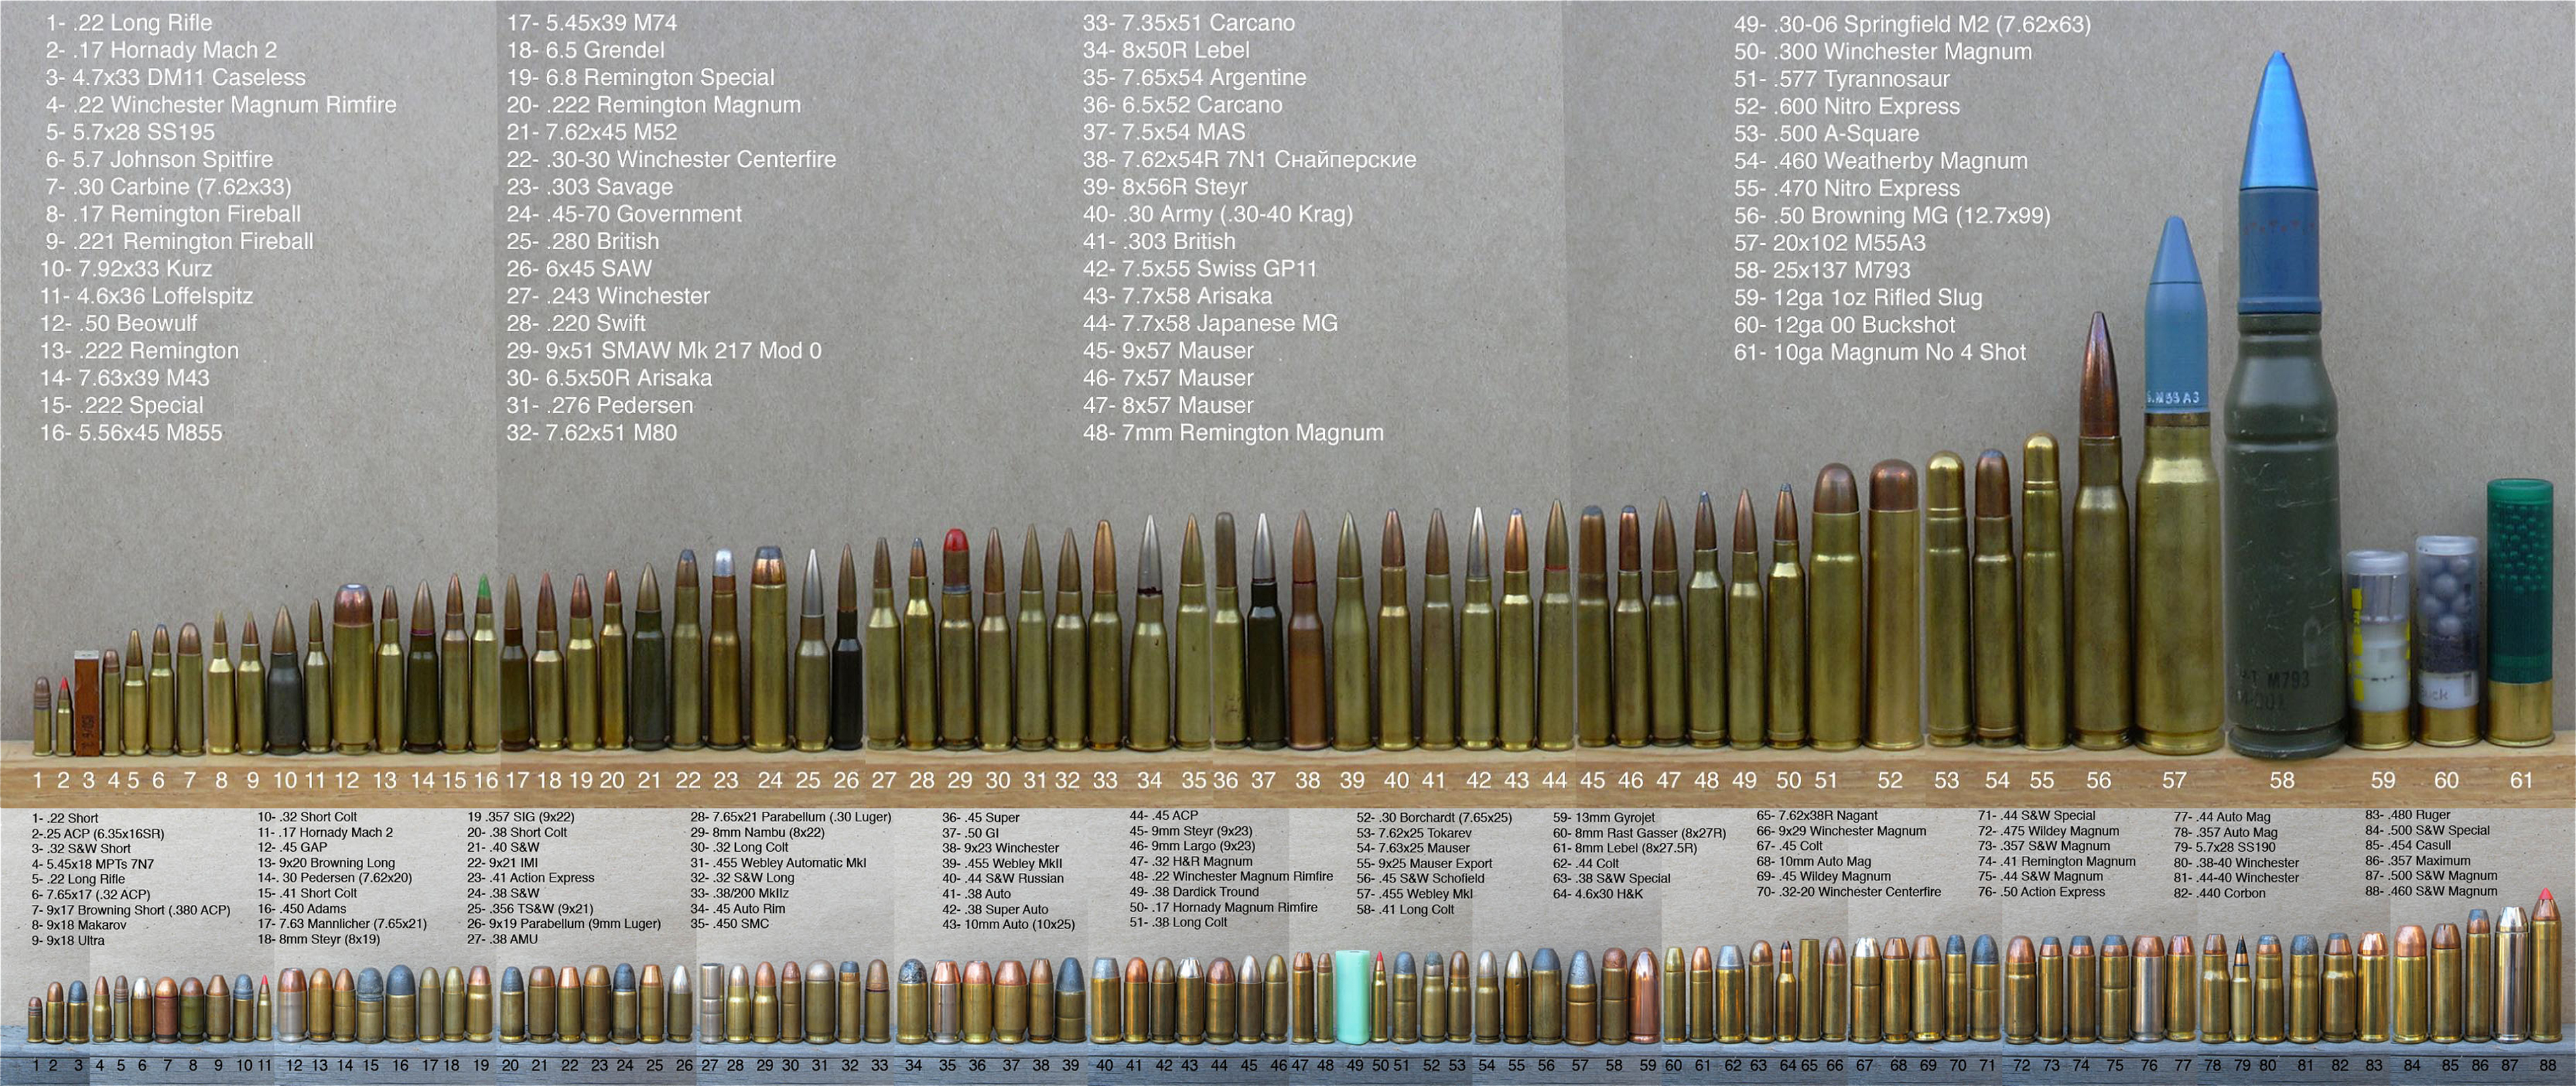 1- .22 Long Rifle
2- .17 Hornady Mach 2
3- 4.7x33 DM11 Caseless
4- .22 Winchester Magnum Rimfire
5- 5.7x28 SS195
6- 5.7 Johnson Spitfire
7- .30 Carbine (7.62x33)
8- .17 Remington Fireball
9- .221 Remington Fireball
10- 7.92x33 Kurz
11- 4.6x36 Loffelspitz
12- .50 Beowulf
13- .222 Remington
14- 7.63x39 M43
15- .222 Special
16- 5.56x45 M855
17- 5.45x39 M74
18- 6.5 Grendel
19- 6.8 Remington Special
20- .222 Remington Magnum
21- 7.62x45 M52
22- .30-30 Winchester Centerfire
23- .303 Savage
24- .45-70 Government
25- .280 British
26- 6x45 SAW
27- .243 Winchester
28- .220 Swift
29- 9x51 SMAW Mk 217 Mod 0
30- 6.5x50R Arisaka
31- .276 Pedersen
32- 7.62x51 M80
33- 7.35x51 Carcano
34- 8x50R Lebel
35- 7.65x54 Argentine
36- 6.5x52 Carcano
37- 7.5x54 MAS
38- 7.62x54R 7N1 Снайперские
39- 8x56R Steyr
40- .30 Army (.30-40 Krag)
41- .303 British
42- 7.5x55 Swiss GP11
43- 7.7x58 Arisaka
44- 7.7x58 Japanese MG
45- 9x57 Mauser
46- 7x57 Mauser
47- 8x57 Mauser
48- 7mm Remington Magnum
49- .30-06 Springfield M2 (7.62x63)
50- .300 Winchester Magnum
51- .577 Tyrannosaur
52- .600 Nitro Express
53- .500 A-Square
54- .460 Weatherby Magnum
55- .470 Nitro Express
56- .50 Browning MG (12.7x99)
57- 20x102 M55A3
58- 25x137 M793
59- 12ga 1oz Rifled Slug
60- 12ga 00 Buckshot
61- 10ga Magnum No 4 Shot
M55A3
M793
uck
1 2 3 4 5 6 7 8 9 10 11 12 13 14 15 16 17 18 19 20 21 22 23 24 25 26 27 28 29 30 31 32 33 34 35 36 37 38 39 40 41 42 43 44 45 46 47 48 49 50 51 52 53 54 55 56 57 58 59 60 61
1- .22 Short
2-.25 ACP (6.35x16SR)
3- .32 S&W Short
4- 5.45x18 MPTs 7N7
5- .22 Long Rifle
6- 7.65x17 (.32 ACP)
7- 9x17 Browning Short (.380 ACP)
8- 9x18 Makarov
9- 9x18 Ultra
10- .32 Short Colt
11- .17 Hornady Mach 2
12- .45 GAP
13- 9x20 Browning Long
14- .30 Pedersen (7.62x20)
15- .41 Short Colt
16- .450 Adams
17- 7.63 Mannlicher (7.65x21)
18- 8mm Steyr (8x19)
19 .357 SIG (9x22)
20- .38 Short Colt
21- .40 S&W
22- 9x21 IMI
23- .41 Action Express
24- .38 S&W
25- .356 TS&W (9x21)
26- 9x19 Parabellum (9mm Luger)
27- .38 AMU
28- 7.65x21 Parabellum (.30 Luger)
29- 8mm Nambu (8x22)
30- .32 Long Colt
31- .455 Webley Automatic MkI
32- .32 S&W Long
33- .38/200 MkIIz
34- .45 Auto Rim
35- .450 SMC
36- .45 Super
37- .50 GI
38- 9x23 Winchester
39- .455 Webley MkII
40- .44 S&W Russian
41- .38 Auto
42- .38 Super Auto
43- 10mm Auto (10x25)
44- .45 ACP
45- 9mm Steyr (9x23)
46- 9mm Largo (9x23)
47- .32 H&R Magnum
48- .22 Winchester Magnum Rimfire
49- .38 Dardick Tround
50- .17 Hornady Magnum Rimfire
51- .38 Long Colt
52- .30 Borchardt (7.65x25)
53- 7.62x25 Tokarev
54- 7.63x25 Mauser
55- 9x25 Mauser Export
56- .45 S&W Schofield
57- .455 Webley MkI
58- .41 Long Colt
59- 13mm Gyrojet
60- 8mm Rast Gasser (8x27R)
61- 8mm Lebel (8x27.5R)
62- .44 Colt
63- .38 S&W Special
64- 4.6x30 H&K
65- 7.62x38R Nagant
66- 9x29 Winchester Magnum
67- .45 Colt
68- 10mm Auto Mag
69- .45 Wildey Magnum
70- .32-20 Winchester Centerfire
71- .44 S&W Special
72- .475 Wildey Magnum
73- .357 S&W Magnum
74- .41 Remington Magnum
75- .44 S&W Magnum
76- .50 Action Express
77- .44 Auto Mag
78- .357 Auto Mag
79- 5.7x28 SS190
80- .38-40 Winchester
81- .44-40 Winchester
82- .440 Corbon
83- .480 Ruger
84- .500 S&W Special
85- .454 Casull
86- .357 Maximum
87- .500 S&W Magnum
88- .460 S&W Magnum
1 2 3 4 5 6 7 8 9 10 11 12 13 14 15 16 17 18 19 20 21 22 23 24 25 26 27 28 29 30 31 32 33 34 35 36 37 38 39 40 41 42 43 44 45 46 47 48 49 50 51 52 53 54 55 56 57 58 59 60 61 62 63 64 65 66 67 68 69 70 71 72 73 74 75 76 77 78 79 80 81 82 83 84 85 86 87 88